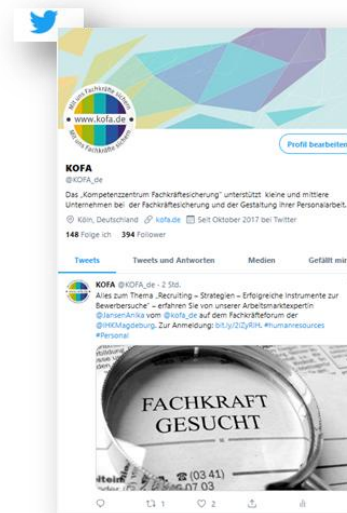 Mit uns Fachkräfte sichern
www.kofa.de
Mit uns Fachkräfte sichern
Profil bearbeiten
KOFA
@KOFA_de
Das „Kompetenzzentrum Fachkräftesicherung" unterstützt kleine und mittlere
Unternehmen bei der Fachkräftesicherung und der Gestaltung ihrer Personalarbeit.
Köln, Deutschland kofa.de Seit Oktober 2017 bei Twitter
148 Folge ich 394 Follower
Tweets Tweets und Antworten Medien Gefällt mir
KOFA @KOFA_de - 2 Std.
Alles zum Thema „Recruiting – Strategien – Erfolgreiche Instrumente zur
Bewerbersuche" – erfahren Sie von unserer Arbeitsmarktexpertin
@JansenAnika vom @kofa_de auf dem Fachkräfteforum der
@IHKMagdeburg. Zur Anmeldung: bit.ly/2IZyRiH. #humanresources
#Personal
FACHKRAFT
GESUCHT
(03 41)
07 03
1 2